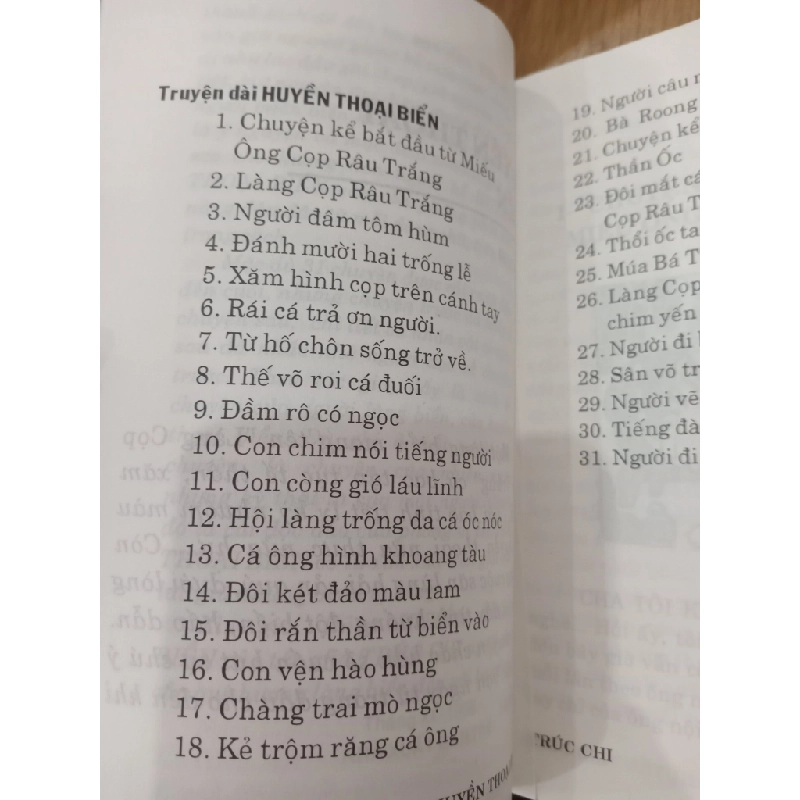 Truyện dài HUYỀN THOẠI BIỂN
1. Chuyện kể bắt đầu từ Miếu
Ông Cọp Râu Trắng
2. Làng Cọp Râu Trắng
3. Người đâm tôm hùm
4. Đánh mười hai trống lễ
5. Xăm hình cọp trên cánh tay
6. Rái cá trả ơn người.
7. Từ hố chôn sống trở về.
8. Thế võ roi cá đuối
9. Đầm rô có ngọc
10. Con chim nói tiếng người
11. Con còng gió láu lĩnh
12. Hội làng trống da cá óc nóc
13. Cá ông hình khoang tàu
14. Đôi két đảo màu lam
15. Đôi rắn thần từ biển vào
16. Con vện hào hùng
17. Chàng trai mò ngọc
18. Kẻ trộm răng cá ông
19. Người câu
20. Bà Roong
21. Chuyện kể
22. Thần Ốc
23. Đôi mắt
Cọp Râu
24. Thổi ốc
25. Múa Bá
26. Làng Cọp
chim yến
27. Người đi
28. Sân võ
29. Người vẽ
30. Tiếng đà
31. Người đi
TRÚC CHI